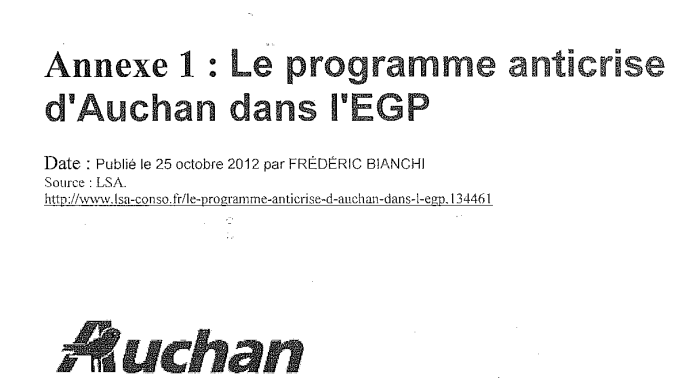 Annexe 1 : Le programme anticrise
d'Auchan dans l'EGP
Date : Publié le 25 octobre 2012 par FRÉDÉRIC BIANCHI
Source : LSA.
http://www.lsa-conso.fr/le-programme-anticrise-d-auchan-dans-l-egp,134461
Auchan